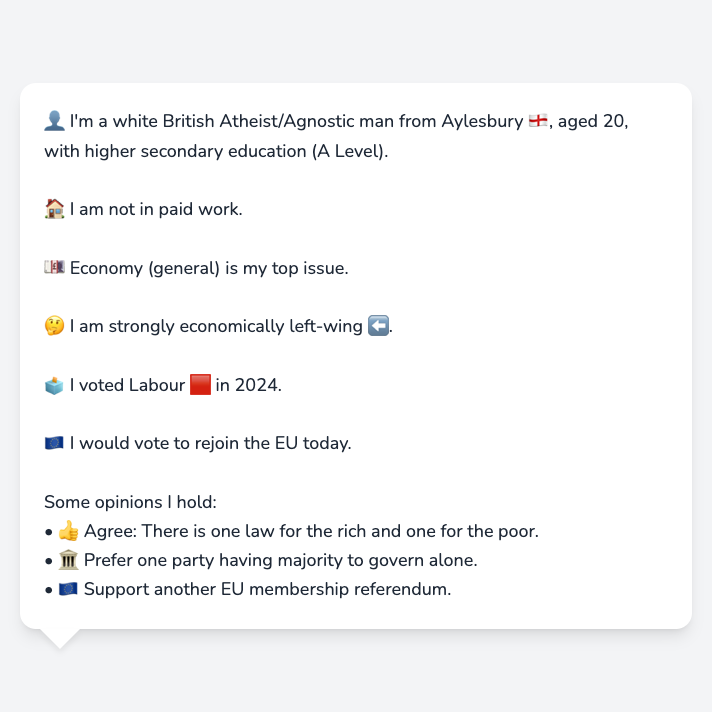 👤 I'm a white British Atheist/Agnostic man from Aylesbury 🏴󠁧󠁢󠁥󠁮󠁧󠁿, aged 20,
with higher secondary education (A Level).
🏠 I am not in paid work.
💷 Economy (general) is my top issue.
🤔 I am strongly economically left-wing ⬅️.
🗳️ I voted Labour 🟥 in 2024.
🇪🇺 I would vote to rejoin the EU today.
Some opinions I hold:
• 👍 Agree: There is one law for the rich and one for the poor.
• 🏛️ Prefer one party having majority to govern alone.
• 🇪🇺 Support another EU membership referendum.